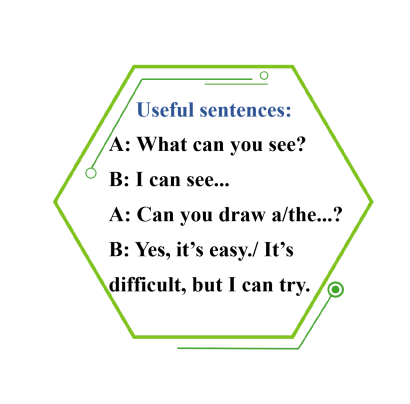 Useful sentences:
A: What can you see?
B: I can see...
A: Can you draw a/the...?
B: Yes, it’s easy./ It’s
difficult, but I can try.